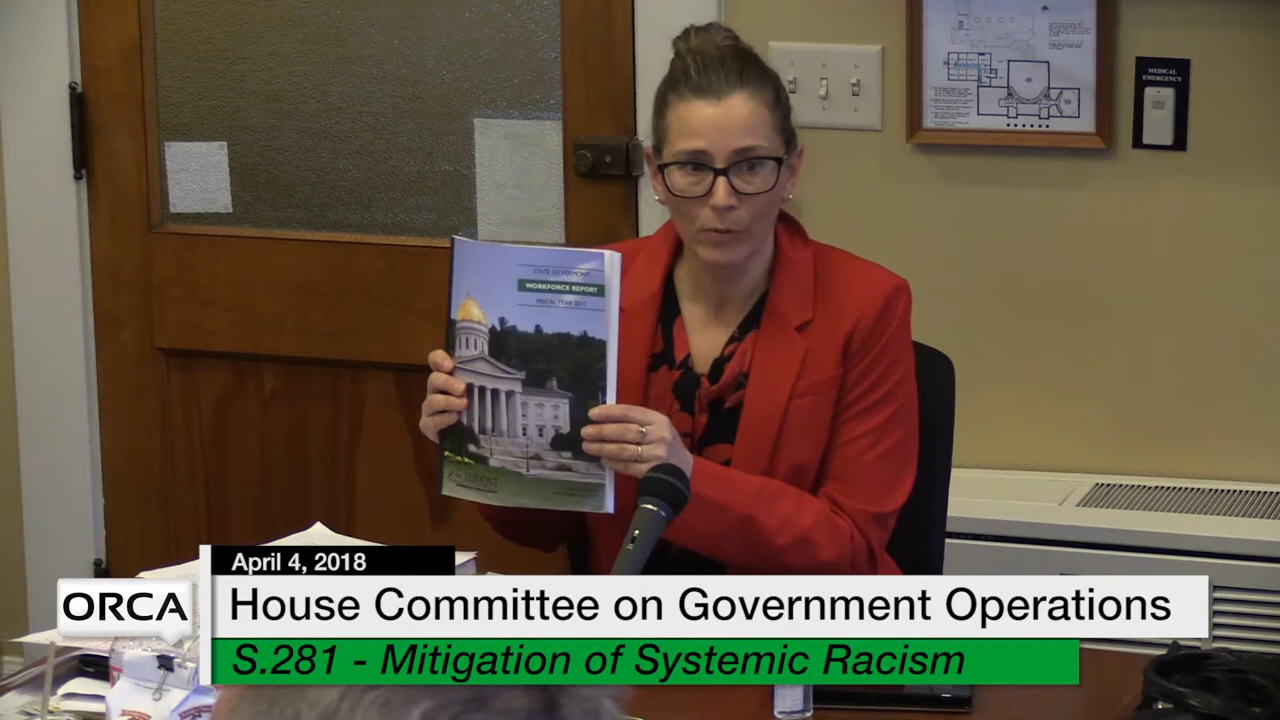 STATE OF VERMONT
WORKFORCE REPORT
FISCAL YEAR 2017
VERMONT
MEDICAL
EMERGENCY
April 4, 2018
ORCA
House Committee on Government Operations
S.281 - Mitigation of Systemic Racism